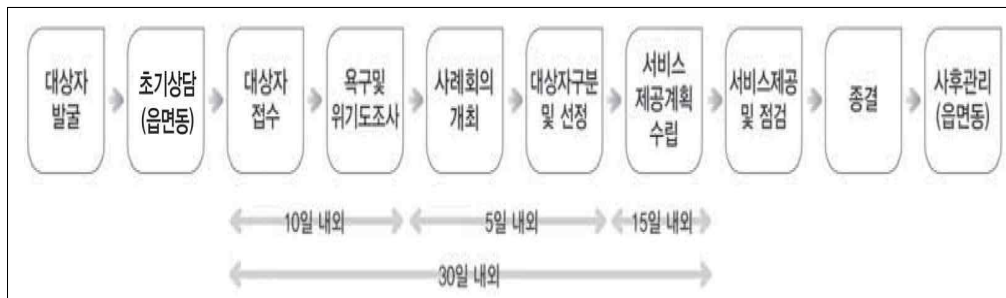 대상자
발굴
초기상담
(읍면동)
대상자
접수
욕구및
위기도조사
사례회의
개최
대상자구분
및 선정
서비스
제공계획
수립
서비스제공
및 점검
종결
사후관리
(읍면동)
10일 내외
5일 내외
15일 내외
30일 내외